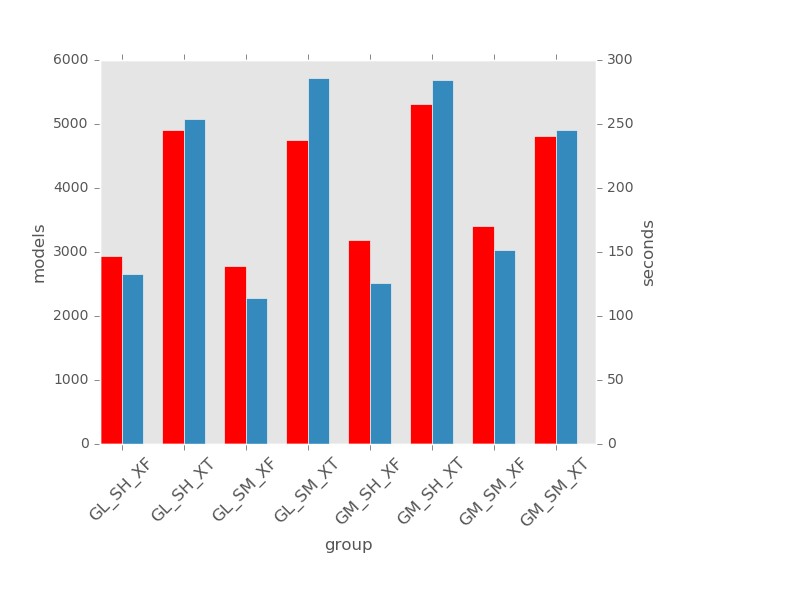 6000
5000
4000
3000
2000
1000
0
models
300
250
200
150
100
50
0
seconds
GL_SH_XF
GL_SH_XT
GL_SM_XF
GL_SM_XT
GM_SH_XF
GM_SH_XT
GM_SM_XF
GM_SM_XT
group